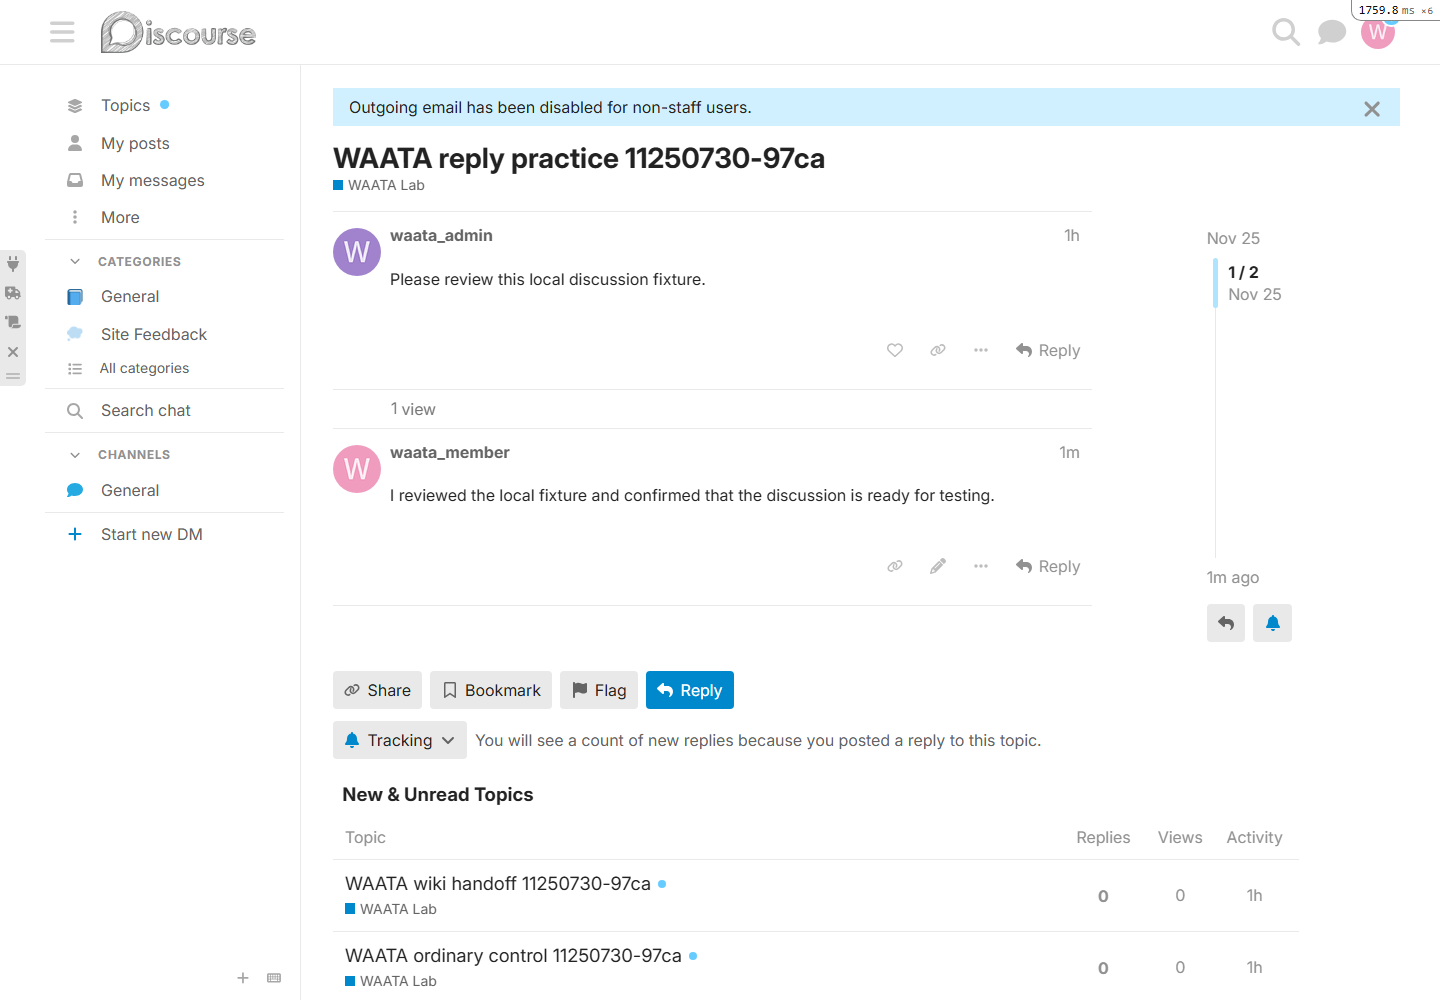 Discourse
1759.8 ms ×6
W
Topics
My posts
My messages
More
CATEGORIES
General
Site Feedback
All categories
Search chat
CHANNELS
General
Start new DM
Outgoing email has been disabled for non-staff users.
WAATA reply practice 11250730-97ca
WAATA Lab
W
waata_admin
1h
Please review this local discussion fixture.
Reply
1 view
W
waata_member
1m
I reviewed the local fixture and confirmed that the discussion is ready for testing.
Reply
Nov 25
1 / 2
Nov 25
1m ago
Share
Bookmark
Flag
Reply
Tracking
You will see a count of new replies because you posted a reply to this topic.
New & Unread Topics
Topic Replies Views Activity
WAATA wiki handoff 11250730-97ca
WAATA Lab
0 0 1h
WAATA ordinary control 11250730-97ca
WAATA Lab
0 0 1h